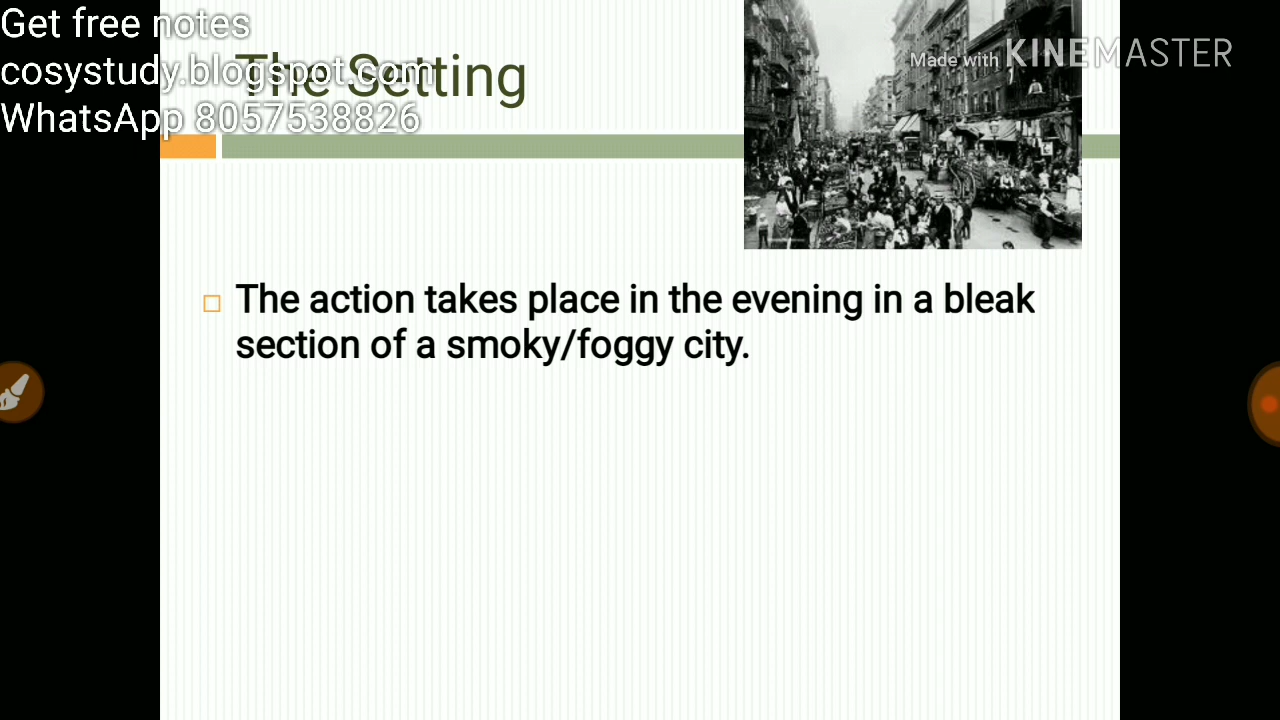 Get free notes
cosystudy.blogspot.com
WhatsApp 8057538826
The Setting
Made with KINEMASTER
The action takes place in the evening in a bleak
section of a smoky/foggy city.